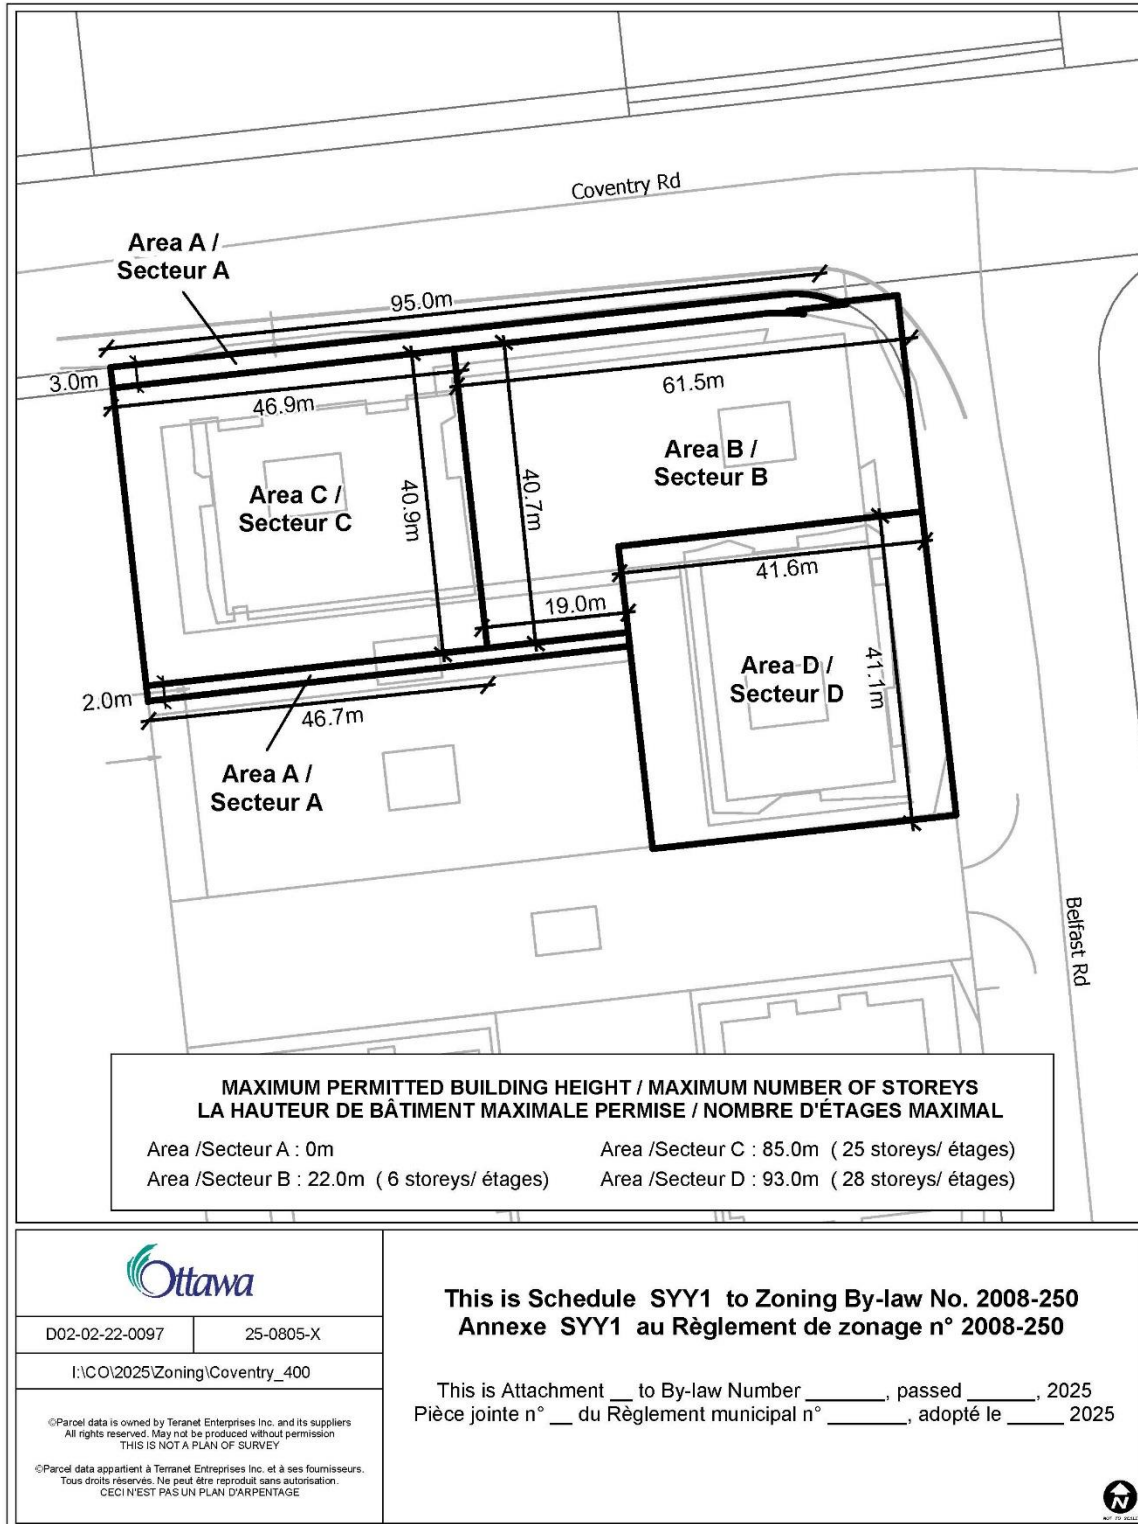 Coventry Rd
Area A /
Secteur A
95.0m
3.0m
46.9m
61.5m
Area B /
Secteur B
Area C /
Secteur C
40.9m
40.7m
41.6m
19.0m
Area D /
Secteur D
41.1m
2.0m
46.7m
Area A /
Secteur A
Belfast Rd
MAXIMUM PERMITTED BUILDING HEIGHT / MAXIMUM NUMBER OF STOREYS
LA HAUTEUR DE BÂTIMENT MAXIMALE PERMISE / NOMBRE D'ÉTAGES MAXIMAL
Area /Secteur A : 0m
Area /Secteur B : 22.0m ( 6 storeys/ étages)
Area /Secteur C : 85.0m ( 25 storeys/ étages)
Area /Secteur D : 93.0m ( 28 storeys/ étages)
Ottawa
D02-02-22-0097
25-0805-X
I:\CO\2025\Zoning\Coventry_400
©Parcel data is owned by Teranet Enterprises Inc. and its suppliers
All rights reserved. May not be produced without permission
THIS IS NOT A PLAN OF SURVEY
©Parcel data appartient à Terranet Entreprises Inc. et à ses fournisseurs.
Tous droits réservés. Ne peut être reproduit sans autorisation.
CECI N'EST PAS UN PLAN D'ARPENTAGE
This is Schedule SYY1 to Zoning By-law No. 2008-250
Annexe SYY1 au Règlement de zonage n° 2008-250
This is Attachment __ to By-law Number _______, passed ______, 2025
Pièce jointe n° __ du Règlement municipal n° _______, adopté le _____ 2025
N
NOT TO SCALE